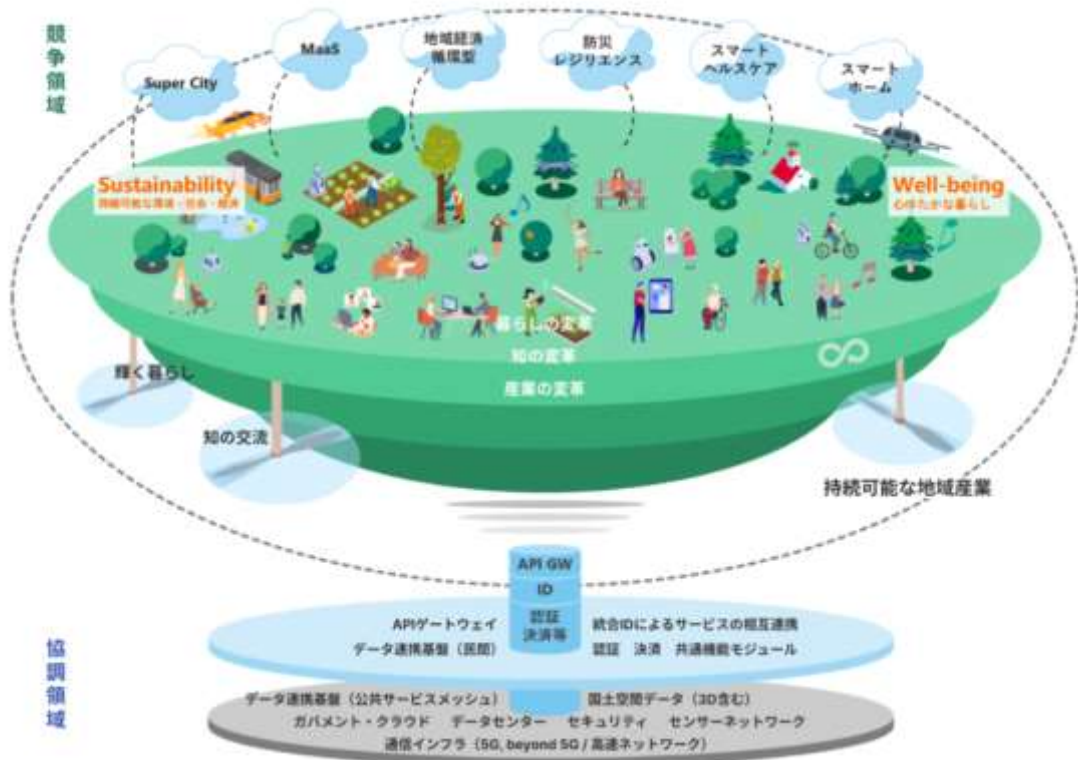 競争領域
Super City
MaaS
地域経済
循環型
防災
レジリエンス
スマート
ヘルスケア
スマート
ホーム
Sustainability
持続可能な環境・社会・経済
Well-being
心ゆたかな暮らし
暮らしの変革
知の変革
産業の変革
輝く暮らし
知の交流
持続可能な地域産業
API GW
ID
認証
決済等
協調領域
APIゲートウェイ
統合IDによるサービスの相互連携
データ連携基盤(民間)
認証 決済 共通機能モジュール
データ連携基盤(公共サービスメッシュ)
国土空間データ(3D含む)
ガバメント・クラウド データセンター セキュリティ センサーネットワーク
通信インフラ(5G, beyond 5G / 高速ネットワーク)